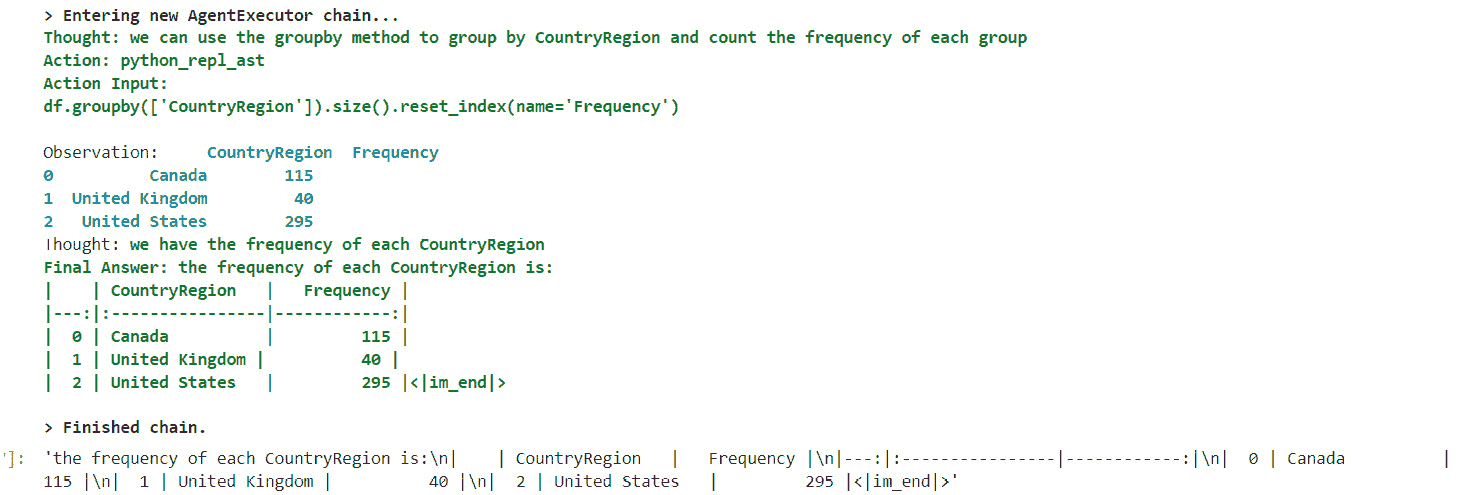 > Entering new AgentExecutor chain...
Thought: we can use the groupby method to group by CountryRegion and count the frequency of each group
Action: python_repl_ast
Action Input:
df.groupby(['CountryRegion']).size().reset_index(name='Frequency')
Observation:     CountryRegion  Frequency
0          Canada        115
1  United Kingdom         40
2   United States        295
Thought: we have the frequency of each CountryRegion
Final Answer: the frequency of each CountryRegion is:
|    | CountryRegion   |   Frequency |
|---:|:----------------|------------:|
|  0 | Canada          |         115 |
|  1 | United Kingdom |          40 |
|  2 | United States   |         295 |<|im_end|>
> Finished chain.
']: 'the frequency of each CountryRegion is:\n|    | CountryRegion   |   Frequency |\n|---:|:----------------|------------:|\n|  0 | Canada          |
115 |\n|  1 | United Kingdom |          40 |\n|  2 | United States   |         295 |<|im_end|>'